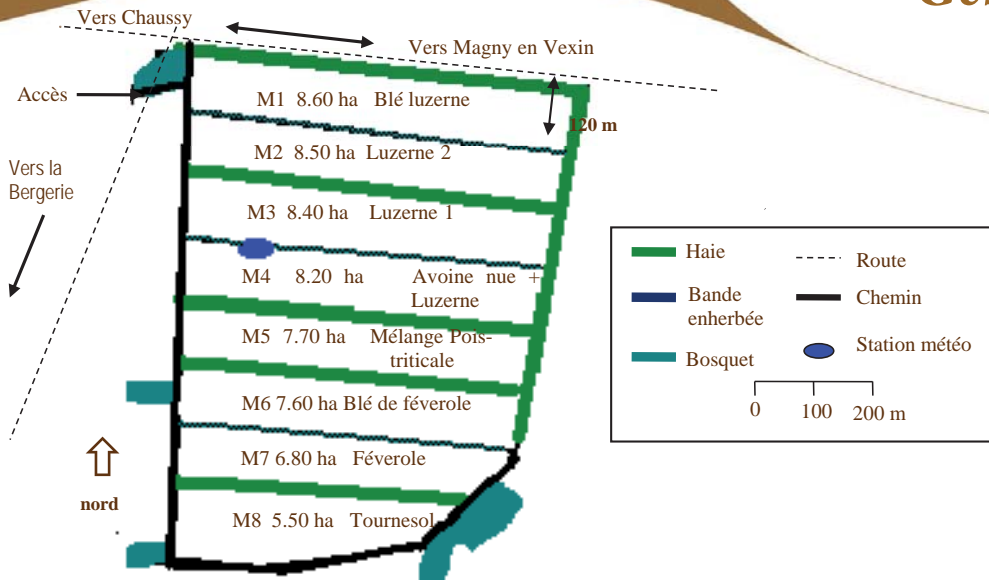 Vers Chaussy
Vers Magny en Vexin
Accès
M1 8.60 ha Blé luzerne
120 m
M2 8.50 ha Luzerne 2
Vers la
Bergerie
M3 8.40 ha Luzerne 1
M4 8.20 ha Avoine nue +
Luzerne
M5 7.70 ha Mélange Pois-
triticale
M6 7.60 ha Blé de féverole
M7 6.80 ha Féverole
nord
M8 5.50 ha Tournesol
Haie
Route
Bande
enherbée
Chemin
Bosquet
Station météo
0 100 200 m